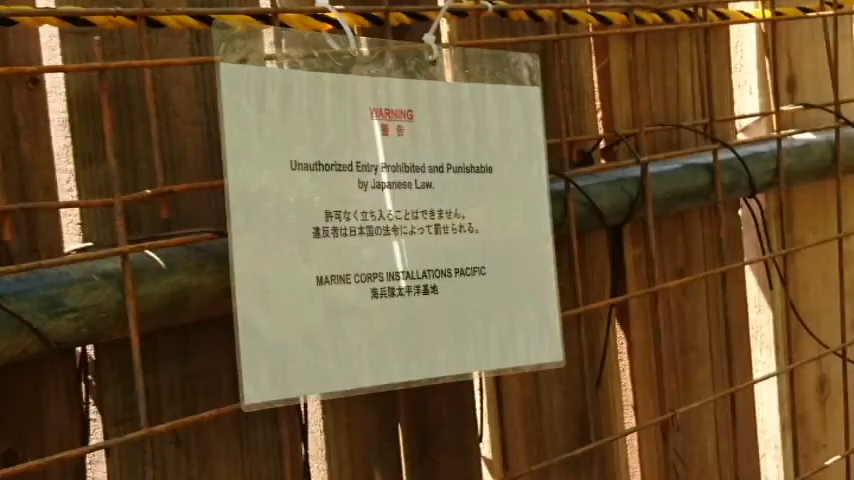 WARNING
警 告
Unauthorized Entry Prohibited and Punishable
by Japanese Law.
許可なく立ち入ることはできません。
違反者は日本国の法令によって罰せられる。
MARINE CORPS INSTALLATIONS PACIFIC
海兵隊太平洋基地